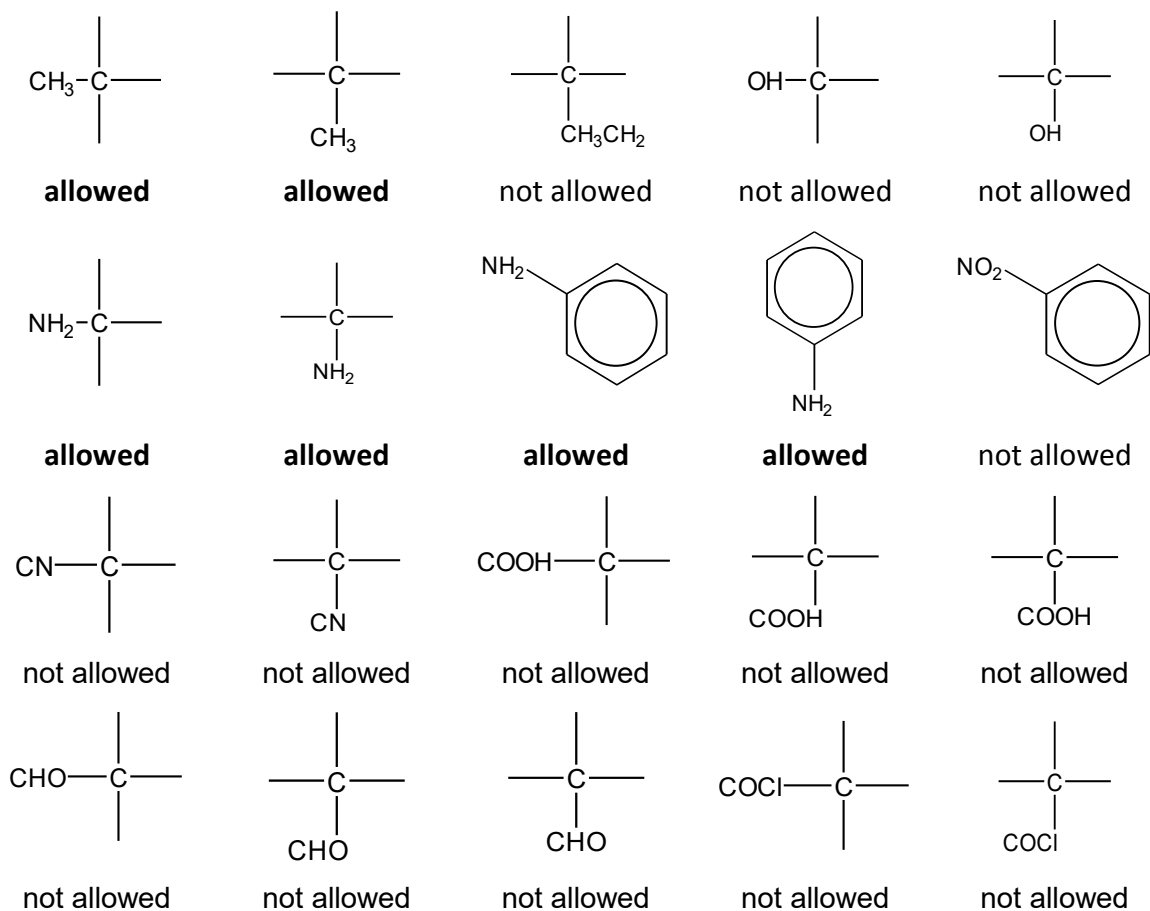 CH₃ C C CH₃ C CH₃CH₂ OH C C OH
allowed allowed not allowed not allowed not allowed
NH₂ C C NH₂ NH₂ NH₂ NO₂
allowed allowed allowed allowed not allowed
CN C C CN COOH C C COOH C COOH
not allowed not allowed not allowed not allowed not allowed
CHO C C CHO C CHO COCl C C COCl
not allowed not allowed not allowed not allowed not allowed